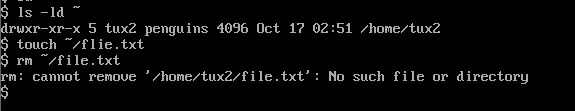 $ ls -ld ~
drwxr-xr-x 5 tux2 penguins 4096 Oct 17 02:51 /home/tux2
$ touch ~/flie.txt
$ rm ~/file.txt
rm: cannot remove '/home/tux2/file.txt': No such file or directory
$